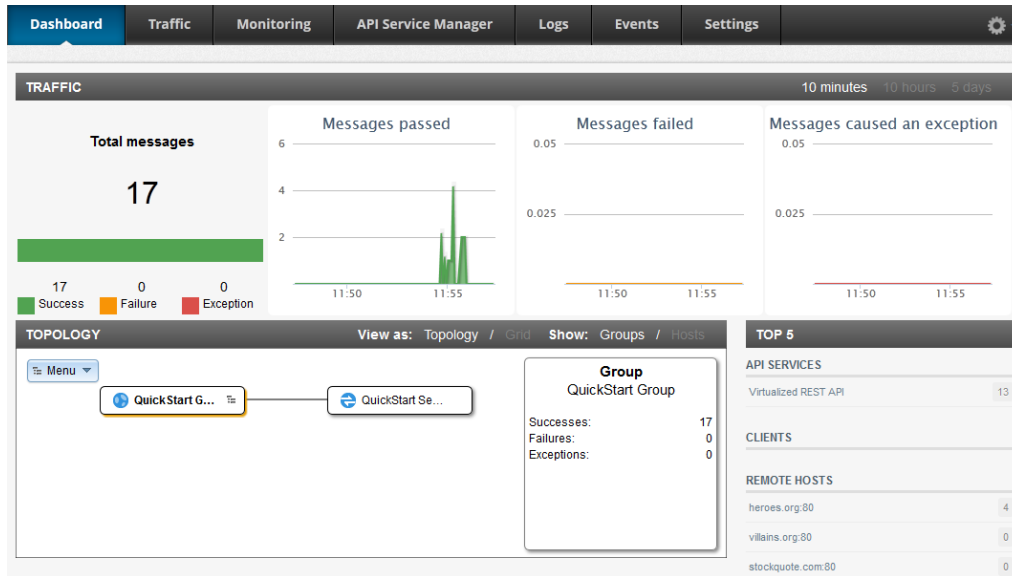 Dashboard Traffic Monitoring API Service Manager Logs Events Settings
TRAFFIC 10 minutes 10 hours 5 days
Total messages
17
17 0 0
Success Failure Exception
Messages passed
6
4
2
11:50 11:55
Messages failed
0.05
0.025
11:50 11:55
Messages caused an exception
0.05
0.025
11:50 11:55
TOPOLOGY View as: Topology / Grid Show: Groups / Hosts
Menu
QuickStart G...
QuickStart Se...
Group
QuickStart Group
Successes: 17
Failures: 0
Exceptions: 0
TOP 5
API SERVICES
Virtualized REST API 13
CLIENTS
REMOTE HOSTS
heroes.org:80 4
villains.org:80 0
stockquote.com:80 0